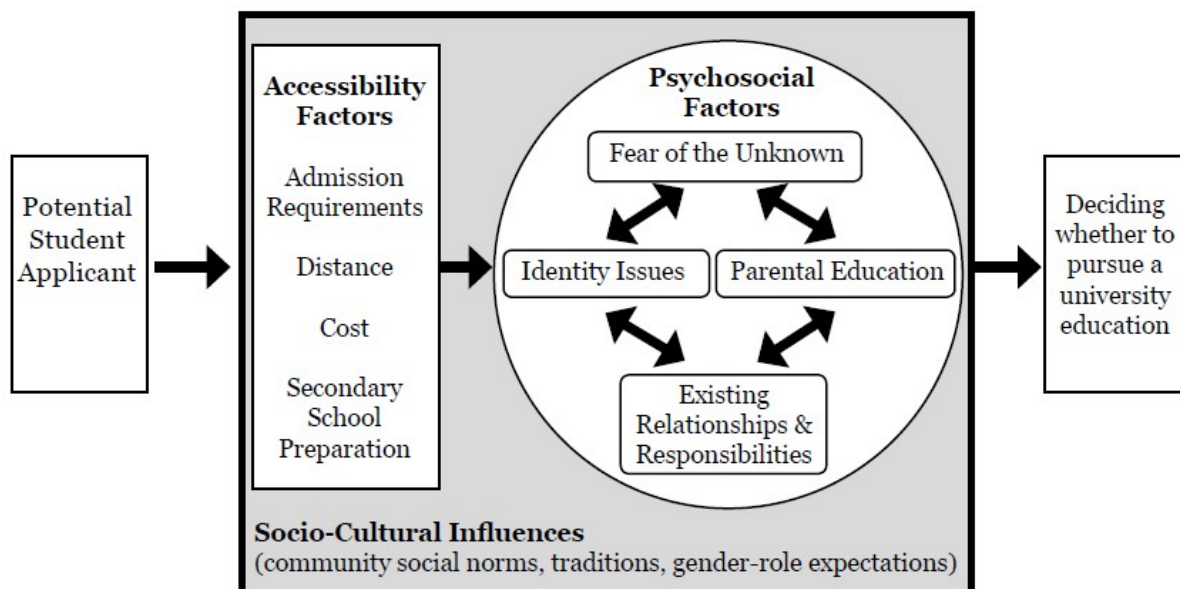 Potential
Student
Applicant
Accessibility
Factors
Admission
Requirements
Distance
Cost
Secondary
School
Preparation
Psychosocial
Factors
Fear of the Unknown
Identity Issues
Parental Education
Existing
Relationships &
Responsibilities
Socio-Cultural Influences
(community social norms, traditions, gender-role expectations)
Deciding
whether to
pursue a
university
education